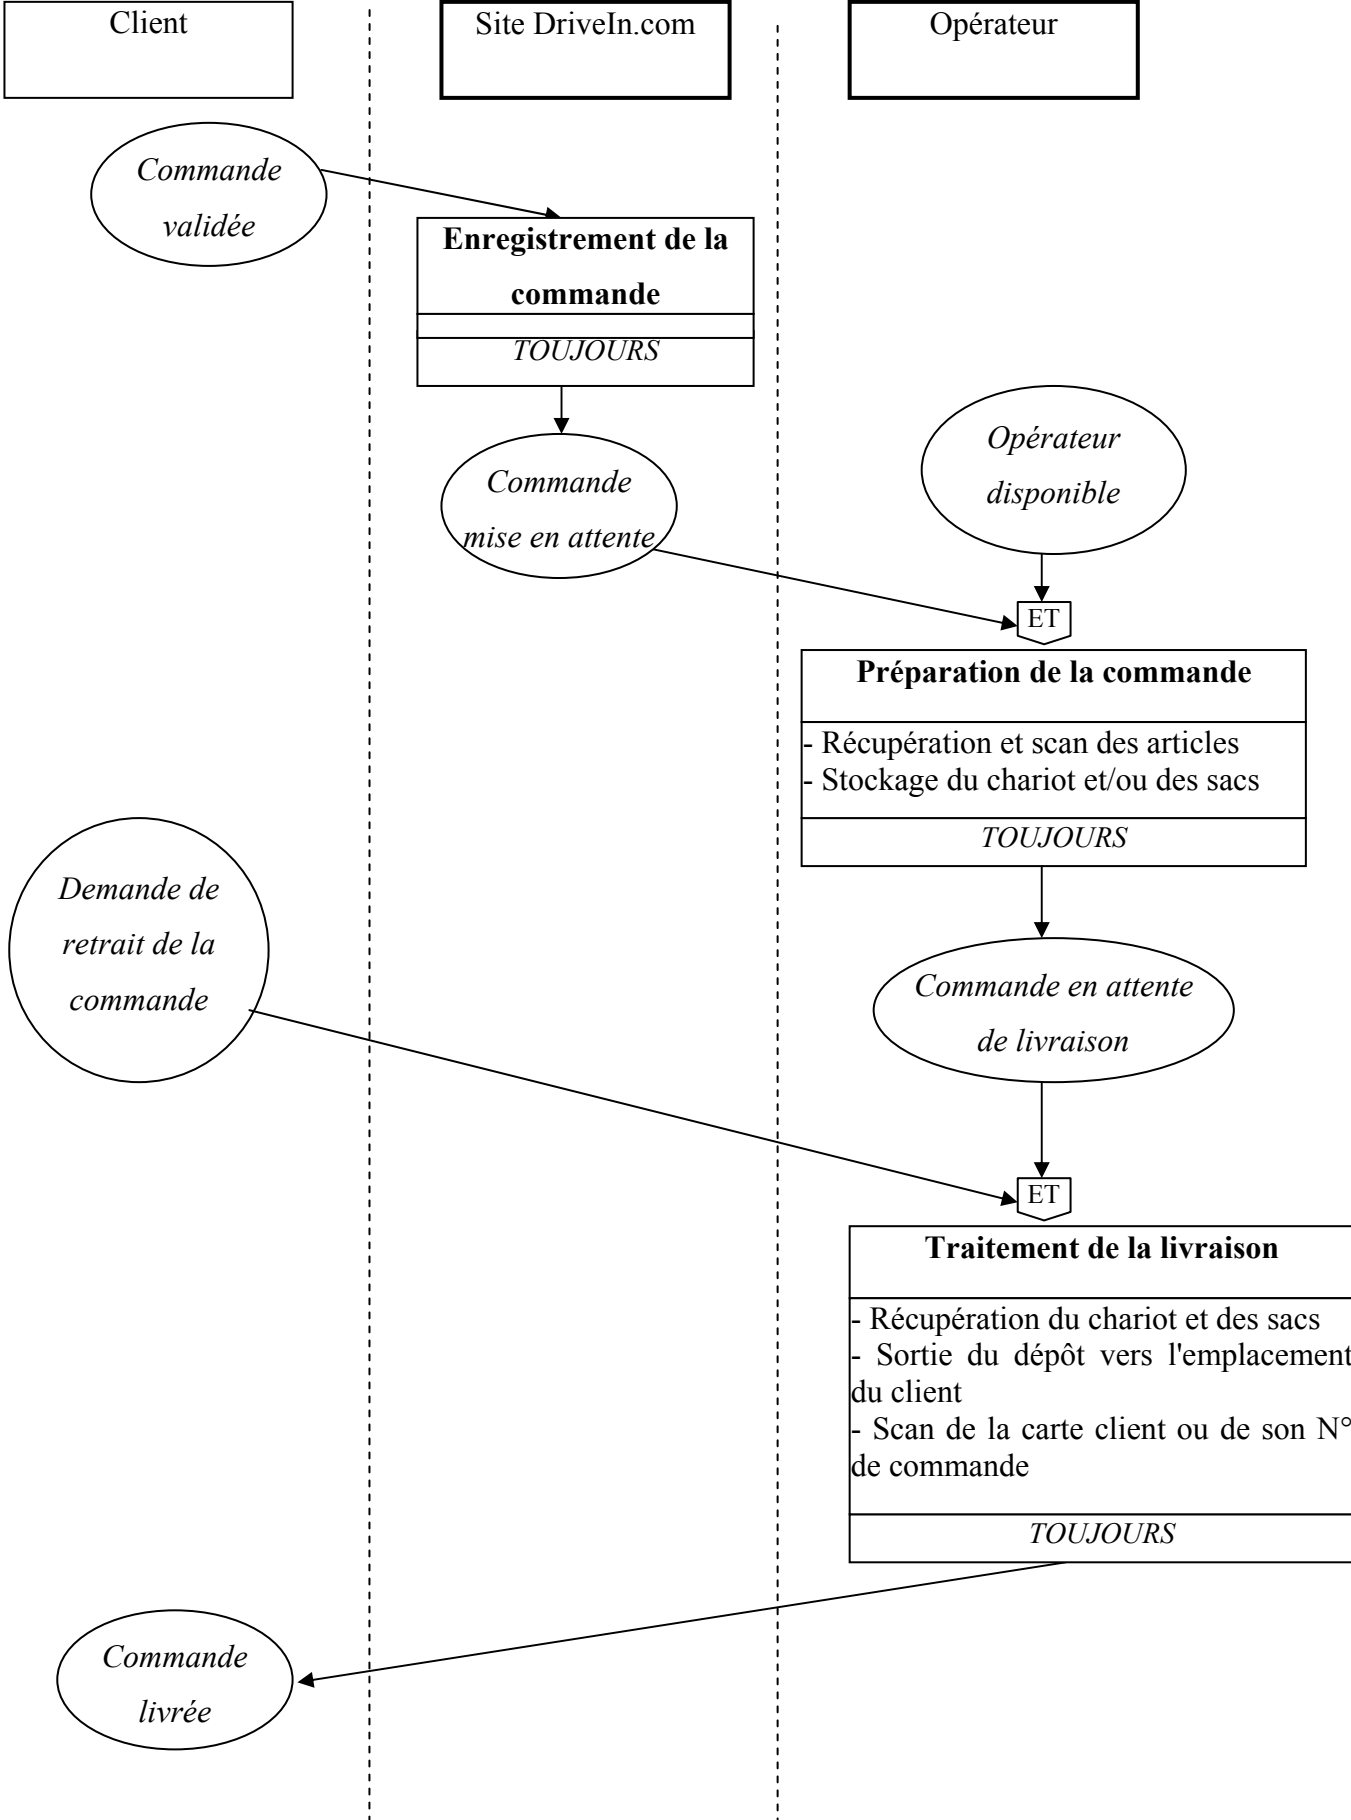 Client
Site DriveIn.com
Opérateur
Commande
validée
Enregistrement de la
commande
TOUJOURS
Commande
mise en attente
Opérateur
disponible
ET
Préparation de la commande
- Récupération et scan des articles
- Stockage du chariot et/ou des sacs
TOUJOURS
Demande de
retrait de la
commande
Commande en attente
de livraison
ET
Traitement de la livraison
- Récupération du chariot et des sacs
- Sortie du dépôt vers l'emplacement
du client
- Scan de la carte client ou de son N°
de commande
TOUJOURS
Commande
livrée